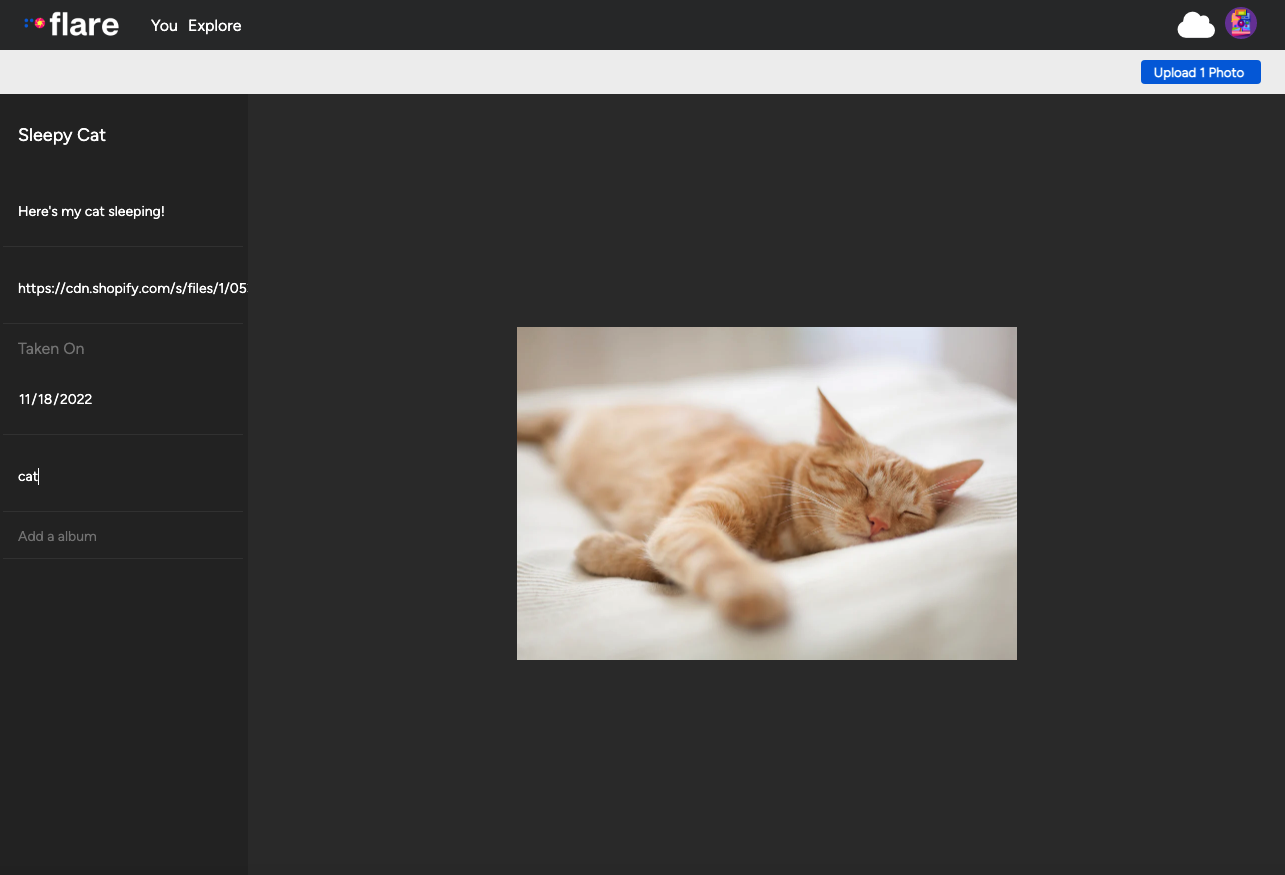 flare
You Explore
Upload 1 Photo
Sleepy Cat
Here's my cat sleeping!
https://cdn.shopify.com/s/files/1/05
Taken On
11/18/2022
cat
Add a album